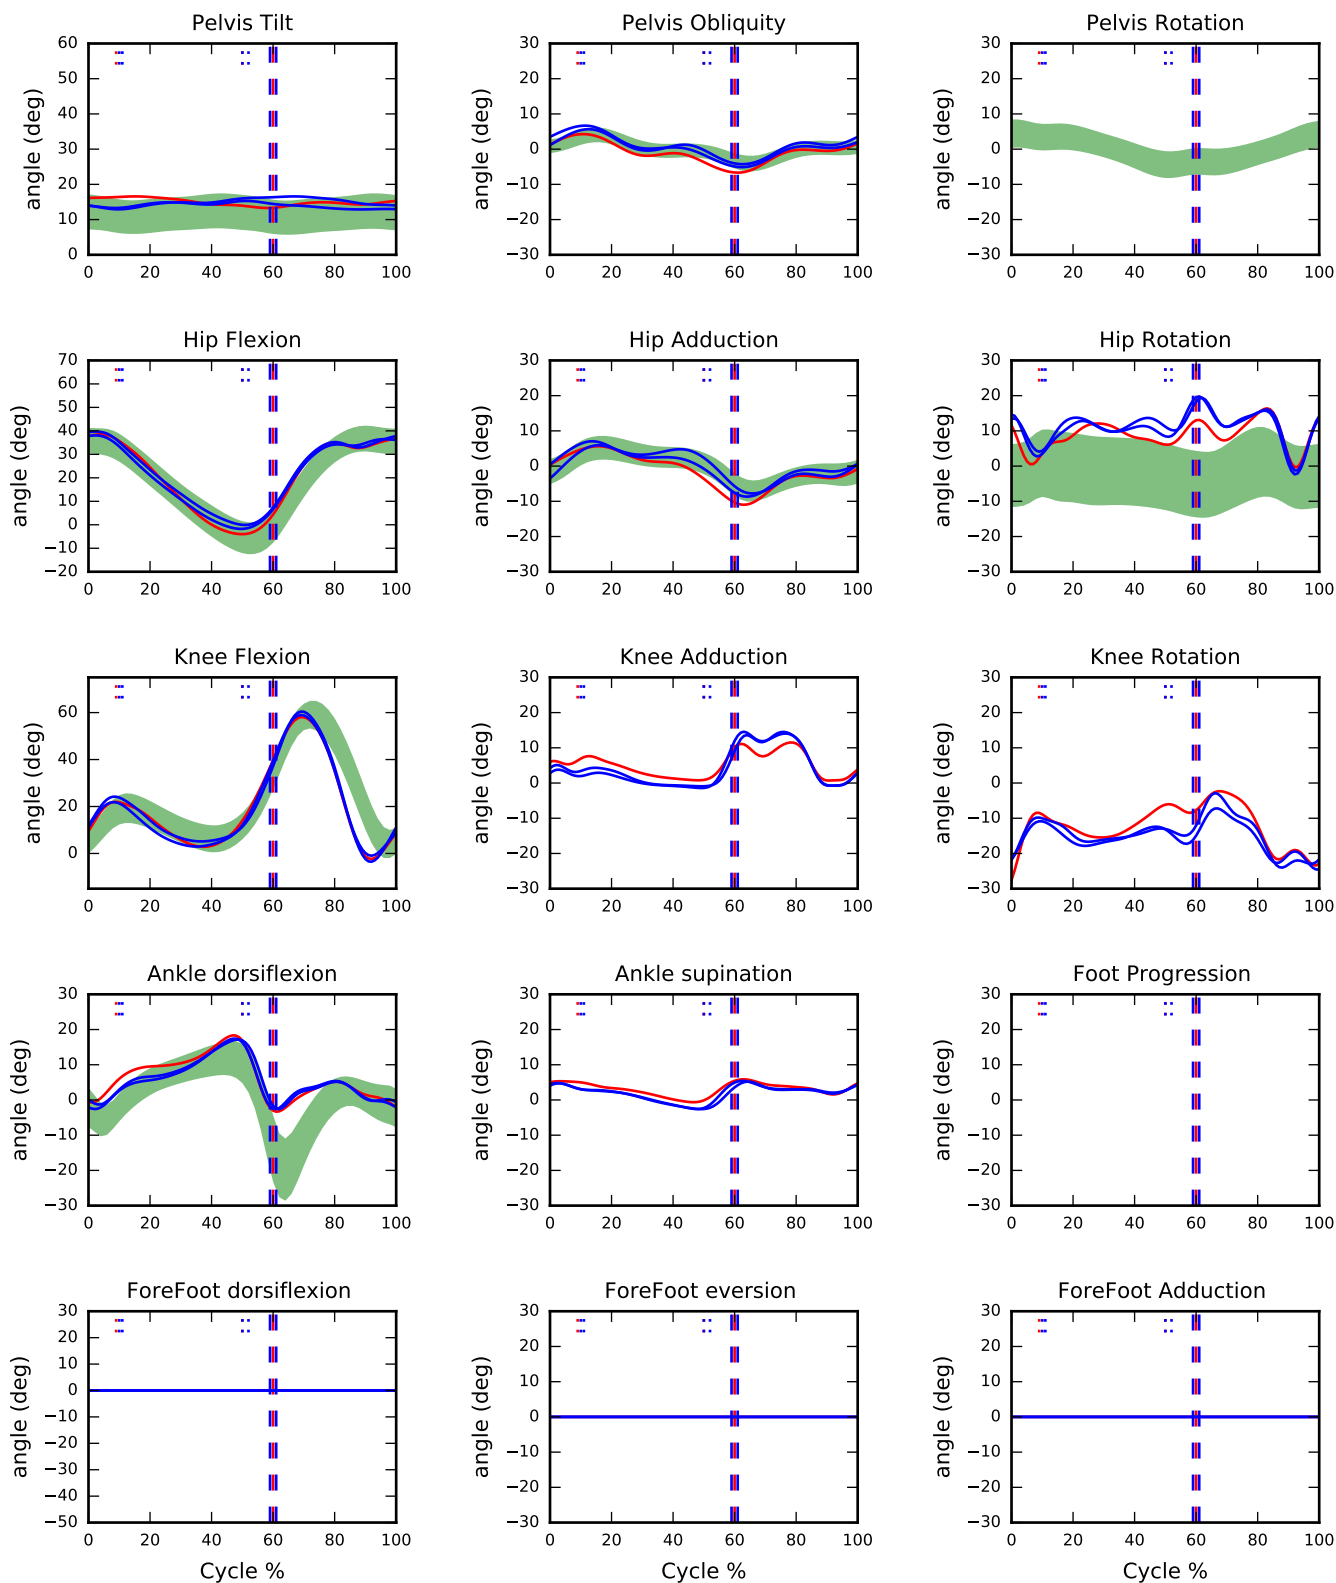 Pelvis Tilt
Pelvis Obliquity
Pelvis Rotation
angle (deg)
60
50
40
30
20
10
0
0 20 40 60 80 100
angle (deg)
30
20
10
0
−10
−20
−30
0 20 40 60 80 100
angle (deg)
30
20
10
0
−10
−20
−30
0 20 40 60 80 100
Hip Flexion
Hip Adduction
Hip Rotation
angle (deg)
70
60
50
40
30
20
10
0
−10
−20
0 20 40 60 80 100
angle (deg)
30
20
10
0
−10
−20
−30
0 20 40 60 80 100
angle (deg)
30
20
10
0
−10
−20
−30
0 20 40 60 80 100
Knee Flexion
Knee Adduction
Knee Rotation
angle (deg)
60
40
20
0
0 20 40 60 80 100
angle (deg)
30
20
10
0
−10
−20
−30
0 20 40 60 80 100
angle (deg)
30
20
10
0
−10
−20
−30
0 20 40 60 80 100
Ankle dorsiflexion
Ankle supination
Foot Progression
angle (deg)
30
20
10
0
−10
−20
−30
0 20 40 60 80 100
angle (deg)
30
20
10
0
−10
−20
−30
0 20 40 60 80 100
angle (deg)
30
20
10
0
−10
−20
−30
0 20 40 60 80 100
ForeFoot dorsiflexion
ForeFoot eversion
ForeFoot Adduction
angle (deg)
30
20
10
0
−10
−20
−30
−40
−50
0 20 40 60 80 100
Cycle %
angle (deg)
30
20
10
0
−10
−20
−30
0 20 40 60 80 100
Cycle %
angle (deg)
30
20
10
0
−10
−20
−30
0 20 40 60 80 100
Cycle %